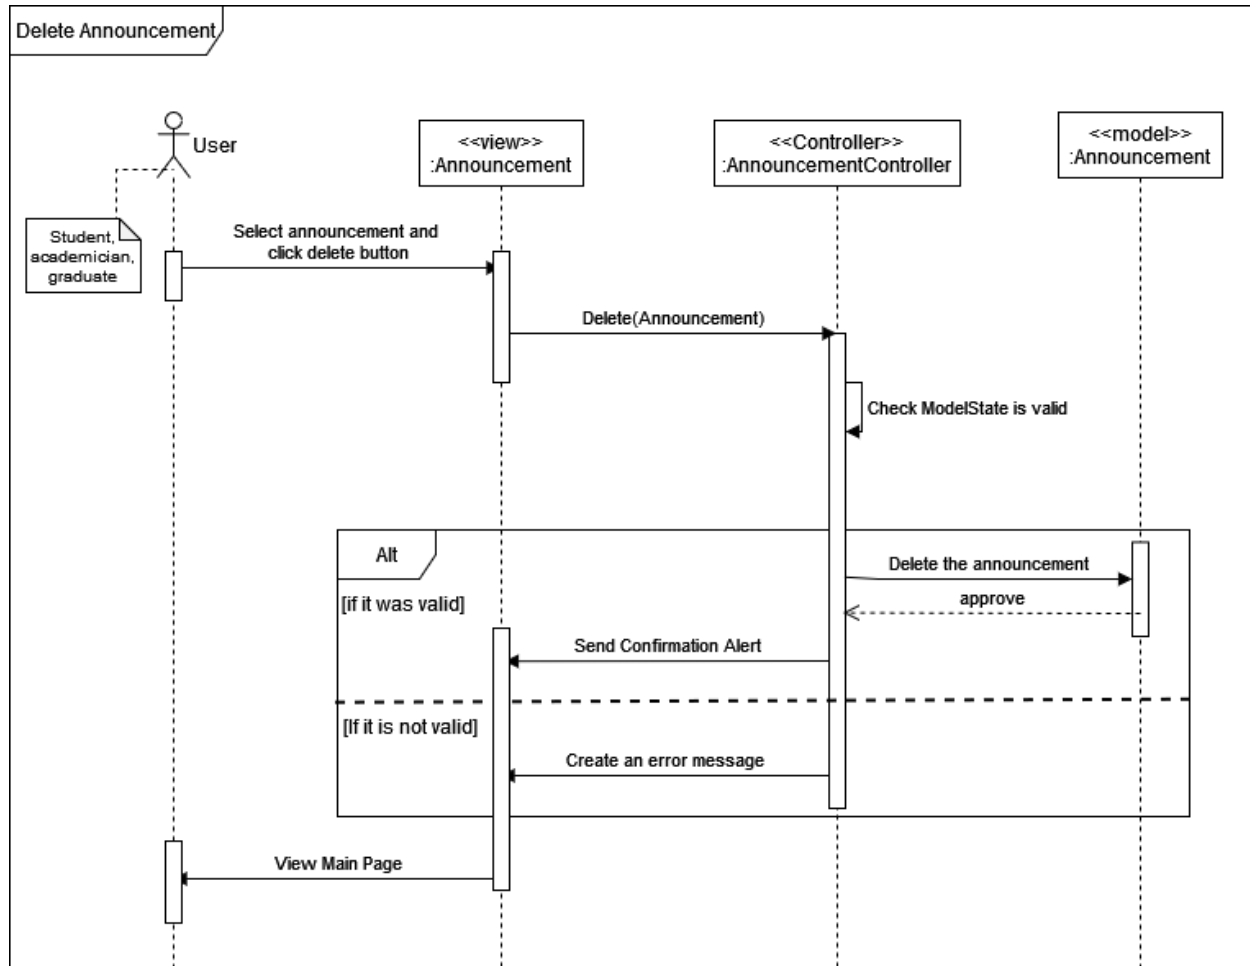 Delete Announcement
User
<<view>>
:Announcement
<<Controller>>
:AnnouncementController
<<model>>
:Announcement
Student,
academician,
graduate
Select announcement and
click delete button
Delete(Announcement)
Check ModelState is valid
Alt
Delete the announcement
[if it was valid]
approve
Send Confirmation Alert
[If it is not valid]
Create an error message
View Main Page